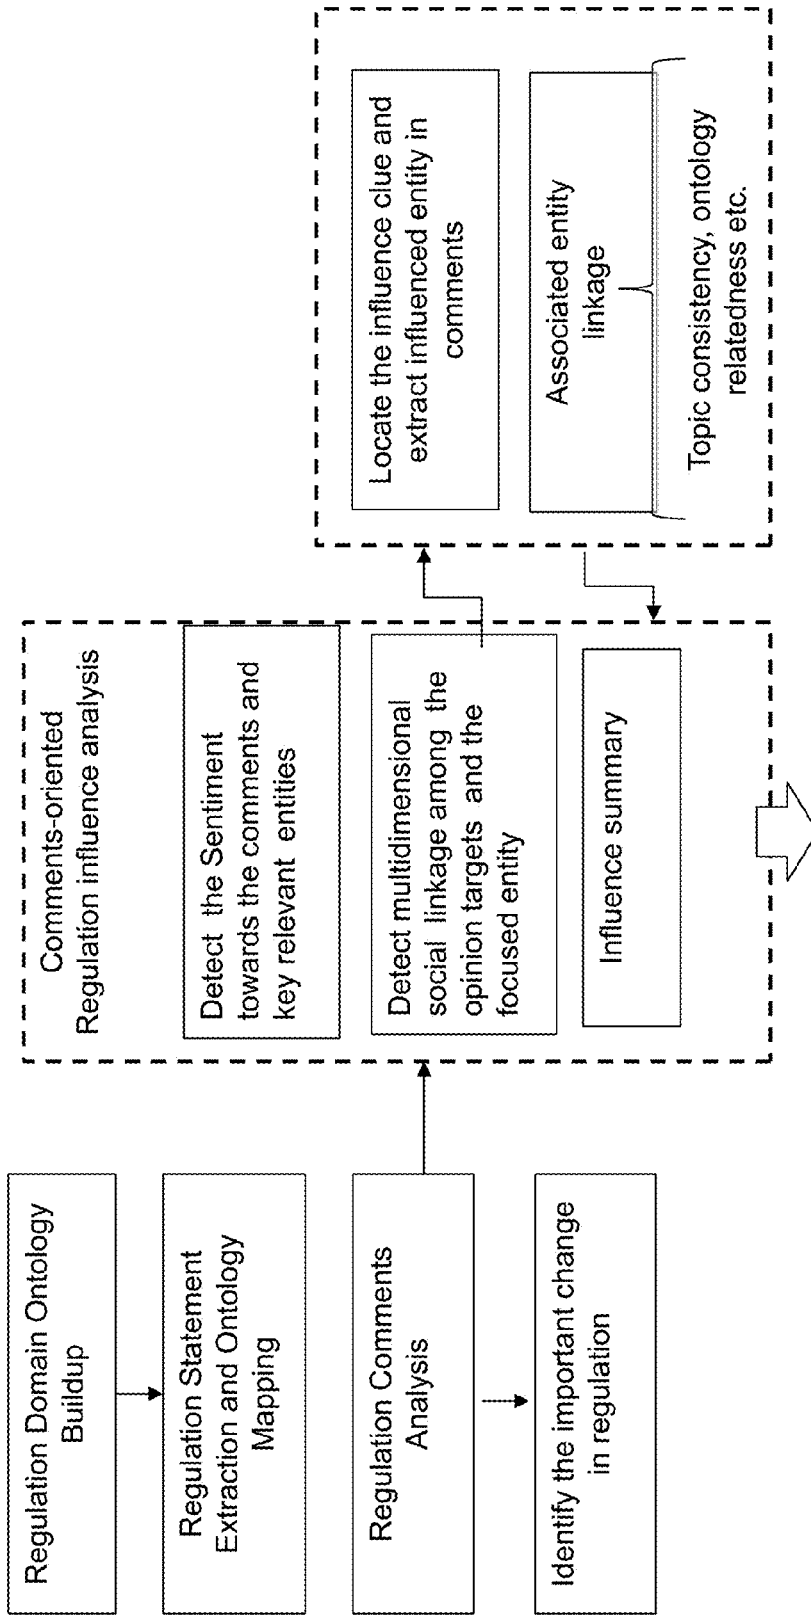 Regulation Domain Ontology
Buildup
Regulation Statement
Extraction and Ontology
Mapping
Regulation Comments
Analysis
Identify the important change
in regulation
Comments-oriented
Regulation influence analysis
Detect the Sentiment
towards the comments and
key relevant entities
Detect multidimensional
social linkage among the
opinion targets and the
focused entity
Influence summary
Locate the influence clue and
extract influenced entity in
comments
Associated entity
linkage
Topic consistency, ontology
relatedness etc.